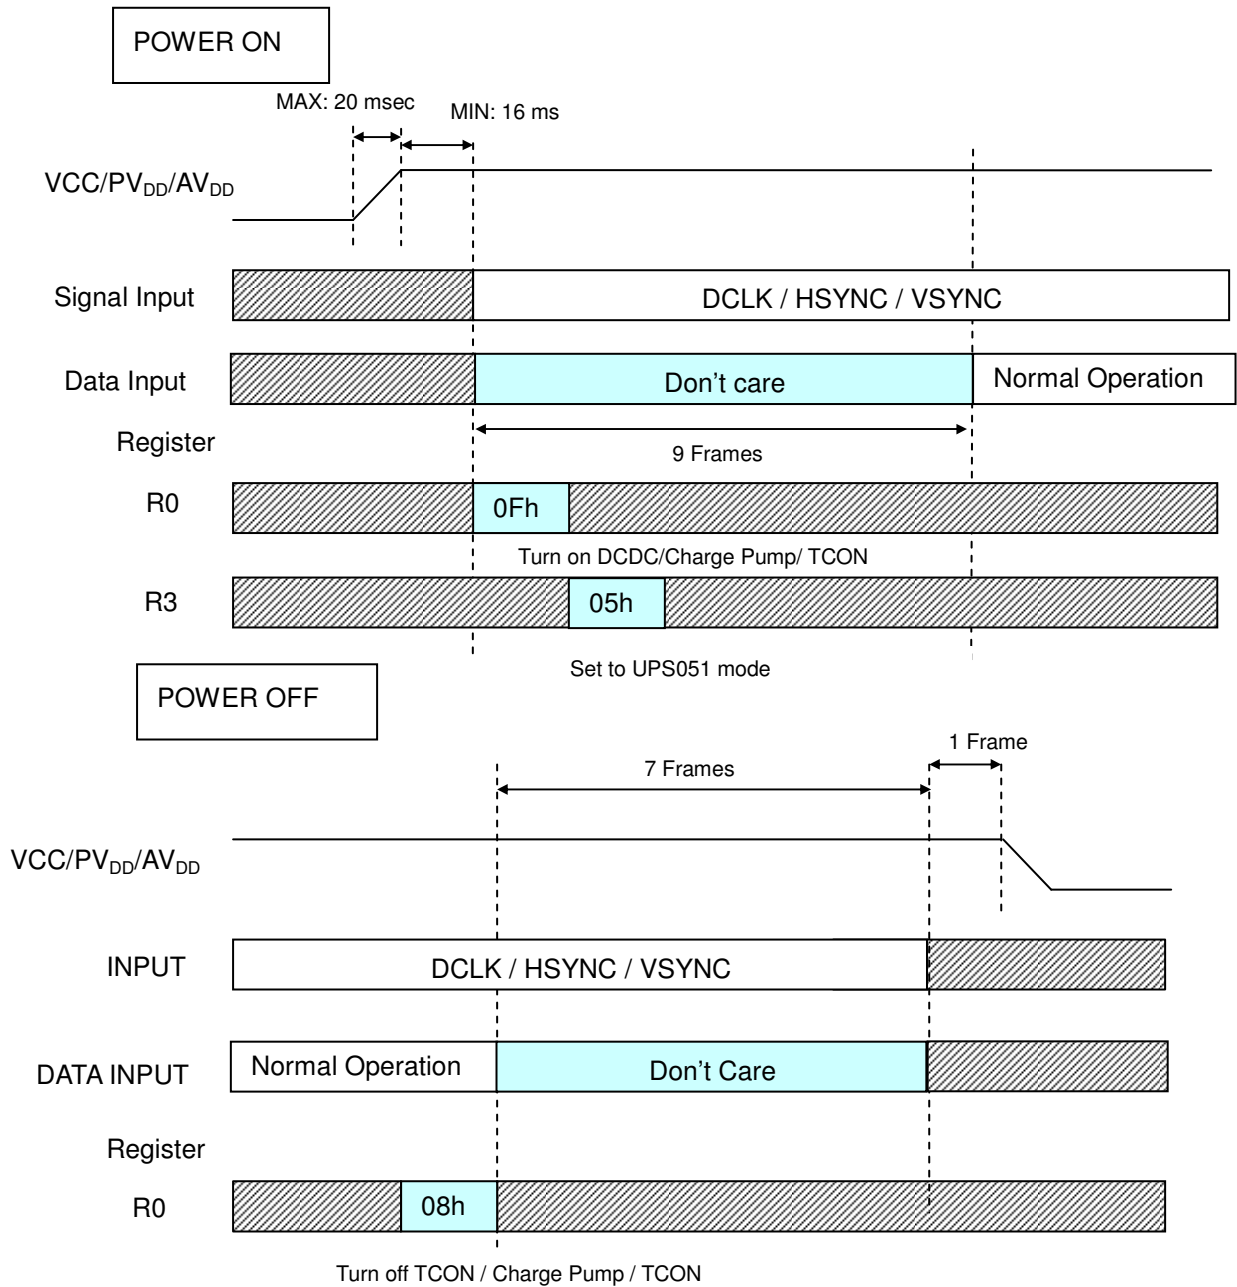 POWER ON
MAX: 20 msec
MIN: 16 ms
VCC/PVDD/AVDD
Signal Input
DCLK / HSYNC / VSYNC
Data Input
Don't care
Normal Operation
Register
9 Frames
R0
0Fh
Turn on DCDC/Charge Pump/ TCON
R3
05h
Set to UPS051 mode
POWER OFF
1 Frame
7 Frames
VCC/PVDD/AVDD
INPUT
DCLK / HSYNC / VSYNC
DATA INPUT
Normal Operation
Don't Care
Register
R0
08h
Turn off TCON / Charge Pump / TCON